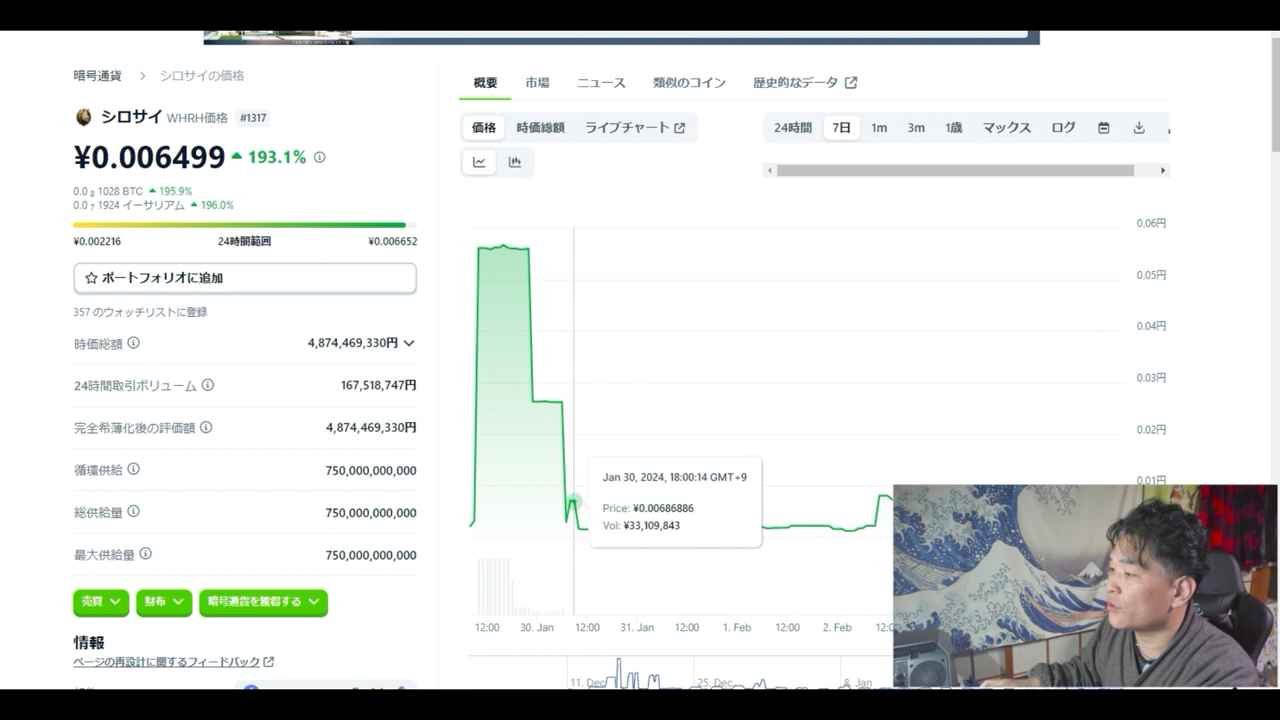 暗号通貨 > シロサイの価格
シロサイ WHRH価格 #1317
¥0.006499 193.1%
0.0 8 1028 BTC 195.9%
0.0 7 1924 イーサリアム 196.0%
¥0.002216 24時間範囲 ¥0.006652
ポートフォリオに追加
357 のウォッチリストに登録
時価総額 4,874,469,330円
24時間取引ボリューム 167,518,747円
完全希薄化後の評価額 4,874,469,330円
循環供給 750,000,000,000
総供給量 750,000,000,000
最大供給量 750,000,000,000
売買 財布 暗号通貨を獲得する
情報
ページの再設計に関するフィードバック
概要 市場 ニュース 類似のコイン 歴史的なデータ
価格 時価総額 ライブチャート 24時間 7日 1m 3m 1歳 マックス ログ
0.06円
0.05円
0.04円
0.03円
0.02円
0.01円
Jan 30, 2024, 18:00:14 GMT+9
Price: ¥0.00686886
Vol: ¥33,109,843
12:00 30. Jan 12:00 31. Jan 12:00 1. Feb 12:00 2. Feb
11. Dec 25. Dec 8. Jan